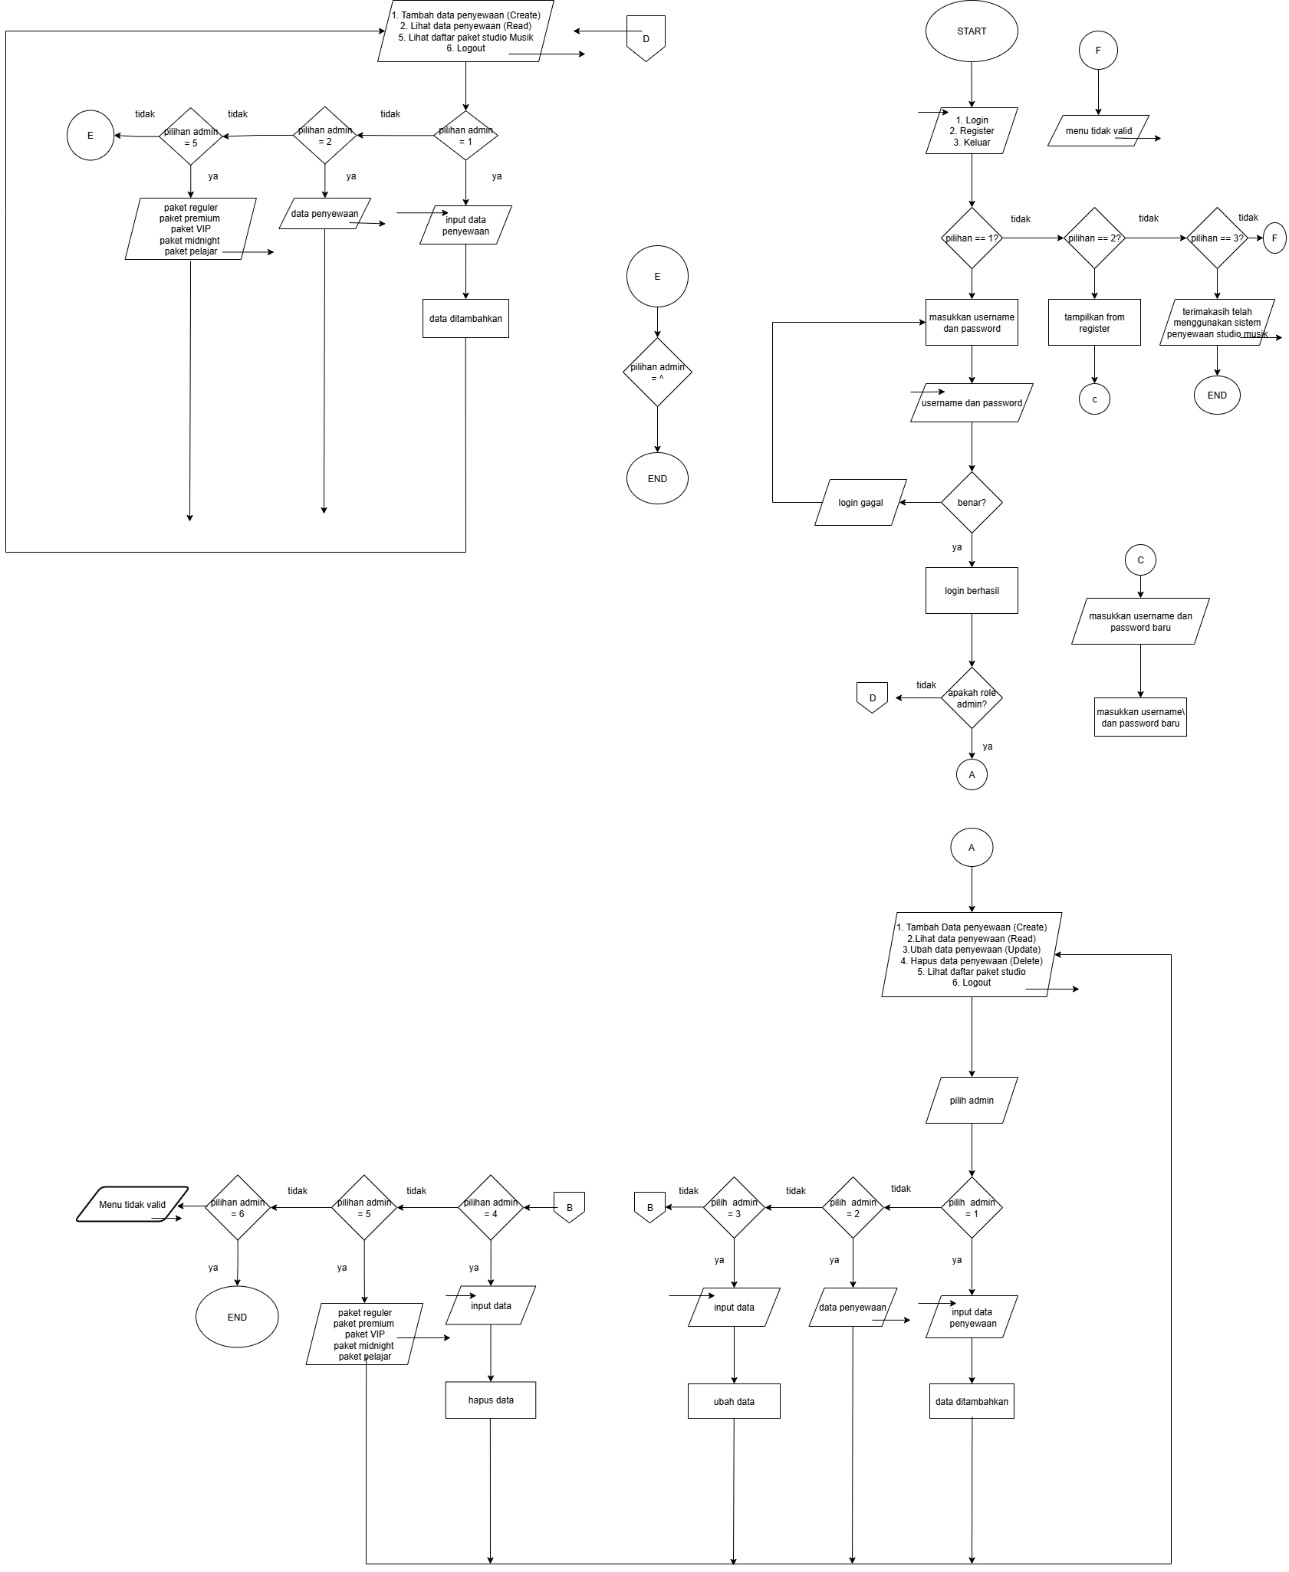 1. Tambah data penyewaan (Create)
2. Lihat data penyewaan (Read)
5. Lihat daftar paket studio Musik
6. Logout
D
E
tidak
pilihan admin
= 5
tidak
pilihan admin
= 2
tidak
pilihan admin
= 1
ya
ya
ya
paket reguler
paket premium
paket VIP
paket midnight
paket pelajar
data penyewaan
input data
penyewaan
data ditambahkan
E
pilihan admin
= ^
END
START
F
1. Login
2. Register
3. Keluar
menu tidak valid
pilihan == 1?
tidak
pilihan == 2?
tidak
pilihan == 3?
tidak
F
masukkan username
dan password
tampilkan from
register
terimakasih telah
menggunakan sistem
penyewaan studio musik
username dan password
c
END
login gagal
benar?
ya
login berhasil
C
masukkan username dan
password baru
masukkan username\
dan password baru
D
tidak
apakah role
admin?
ya
A
A
1. Tambah Data penyewaan (Create)
2.Lihat data penyewaan (Read)
3.Ubah data penyewaan (Update)
4. Hapus data penyewaan (Delete)
5. Lihat daftar paket studio
6. Logout
pilih admin
Menu tidak valid
pilihan admin
= 6
tidak
pilihan admin
= 5
tidak
pilihan admin
= 4
B
B
tidak
pilih admin
= 3
tidak
pilih admin
= 2
tidak
pilih admin
= 1
ya
ya
ya
ya
ya
ya
END
paket reguler
paket premium
paket VIP
paket midnight
paket pelajar
input data
input data
data penyewaan
input data
penyewaan
hapus data
ubah data
data ditambahkan